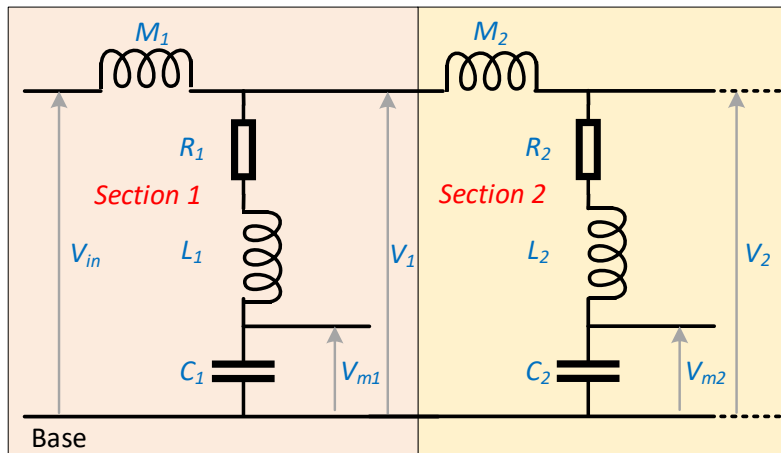 M1
M2
R1
R2
Section 1
Section 2
Vin
L1
V1
L2
V2
C1
Vm1
C2
Vm2
Base